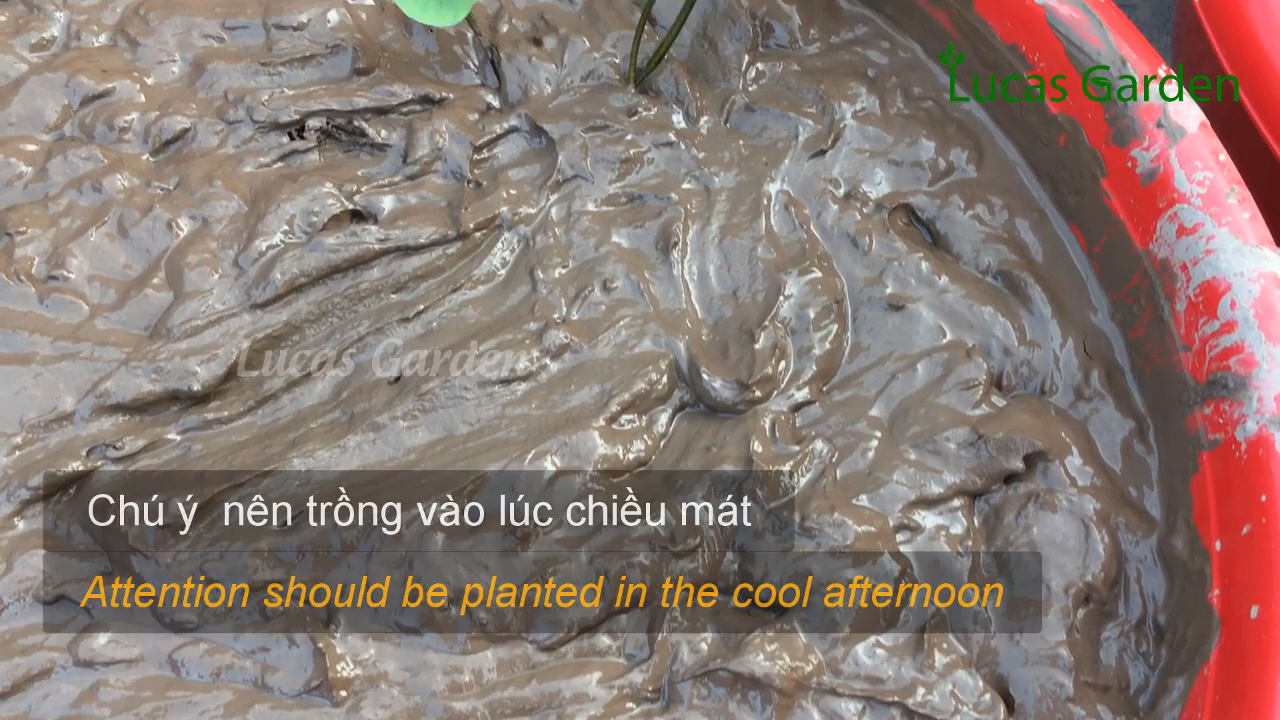 Lucas Garden
Lucas Garden
Chú ý  nên trồng vào lúc chiều mát
Attention should be planted in the cool afternoon